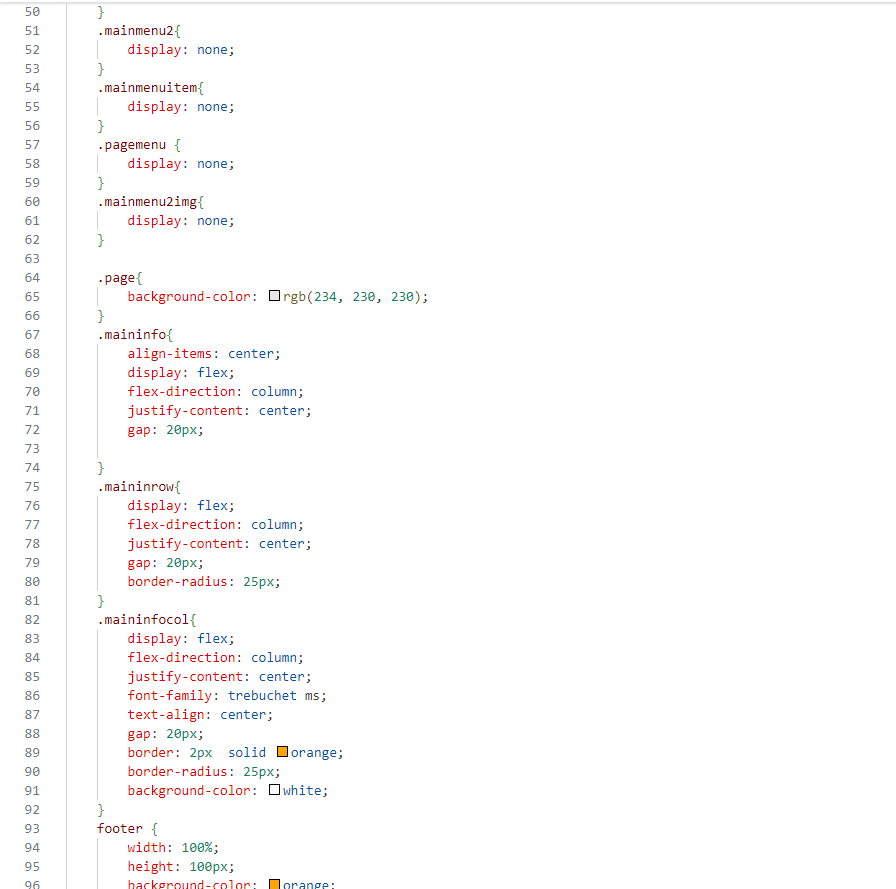 50 }
51 .mainmenu2{
52 display: none;
53 }
54 .mainmenuitem{
55 display: none;
56 }
57 .pagemenu {
58 display: none;
59 }
60 .mainmenu2img{
61 display: none;
62 }
63
64 .page{
65 background-color: rgb(234, 230, 230);
66 }
67 .maininfo{
68 align-items: center;
69 display: flex;
70 flex-direction: column;
71 justify-content: center;
72 gap: 20px;
73
74 }
75 .maininrow{
76 display: flex;
77 flex-direction: column;
78 justify-content: center;
79 gap: 20px;
80 border-radius: 25px;
81 }
82 .maininfocol{
83 display: flex;
84 flex-direction: column;
85 justify-content: center;
86 font-family: trebuchet ms;
87 text-align: center;
88 gap: 20px;
89 border: 2px  solid orange;
90 border-radius: 25px;
91 background-color: white;
92 }
93 footer {
94 width: 100%;
95 height: 100px;
96 background-color: orange;